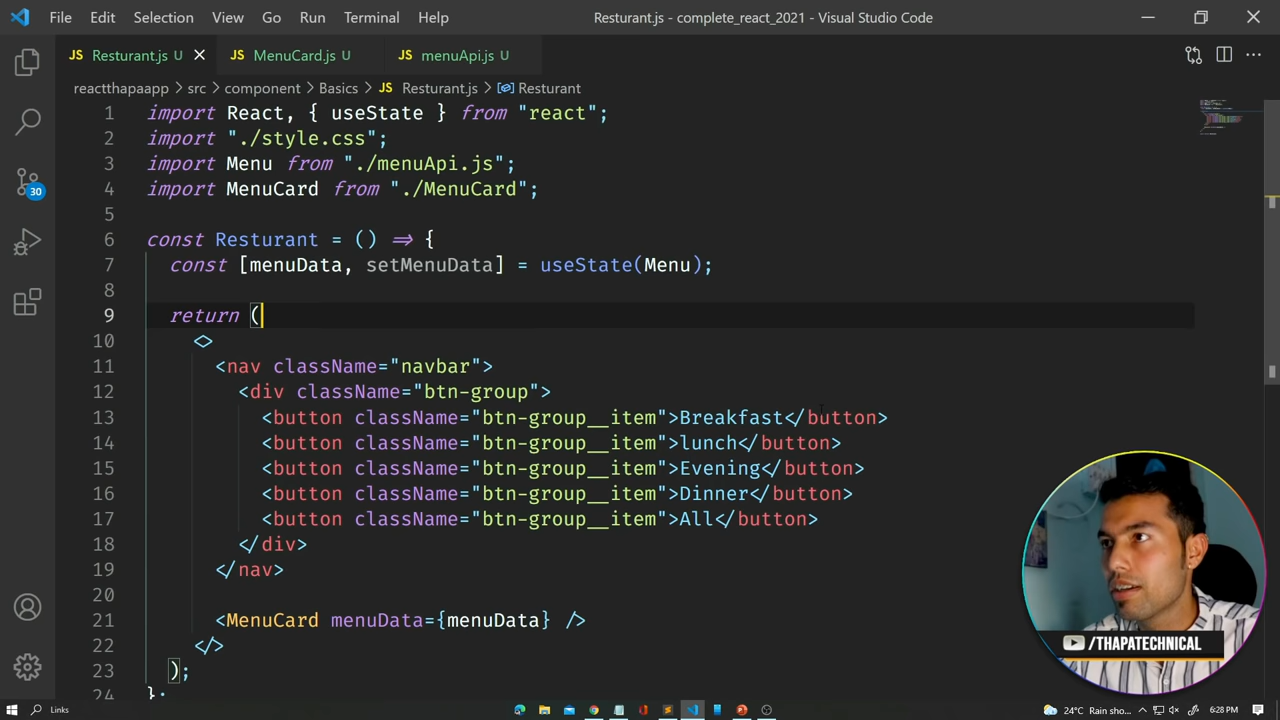 File Edit Selection View Go Run Terminal Help Resturant.js - complete_react_2021 - Visual Studio Code
JS Resturant.js U JS MenuCard.js U JS menuApi.js U
reactthapaapp > src > component > Basics > JS Resturant.js > Resturant
1 import React, { useState } from "react";
2 import "./style.css";
3 import Menu from "./menuApi.js";
4 import MenuCard from "./MenuCard";
5
6 const Resturant = () => {
7 const [menuData, setMenuData] = useState(Menu);
8
9 return (
10 <>
11 <nav className="navbar">
12 <div className="btn-group">
13 <button className="btn-group__item">Breakfast</button>
14 <button className="btn-group__item">lunch</button>
15 <button className="btn-group__item">Evening</button>
16 <button className="btn-group__item">Dinner</button>
17 <button className="btn-group__item">All</button>
18 </div>
19 </nav>
20
21 <MenuCard menuData={menuData} />
22 </>
23 );
24 };
30
/THAPATECHNICAL
Links 24°C Rain sho... 6:28 PM